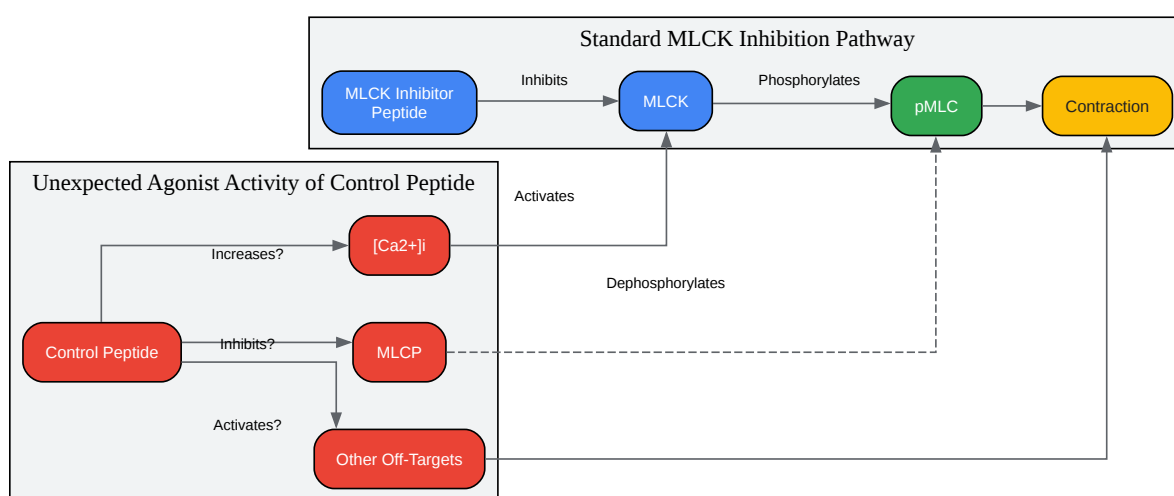 Standard MLCK Inhibition Pathway
MLCK Inhibitor
Peptide
Inhibits
MLCK
Phosphorylates
pMLC
Contraction
Unexpected Agonist Activity of Control Peptide
Activates
[Ca2+]i
Increases?
Dephosphorylates
Control Peptide
Inhibits?
MLCP
Activates?
Other Off-Targets